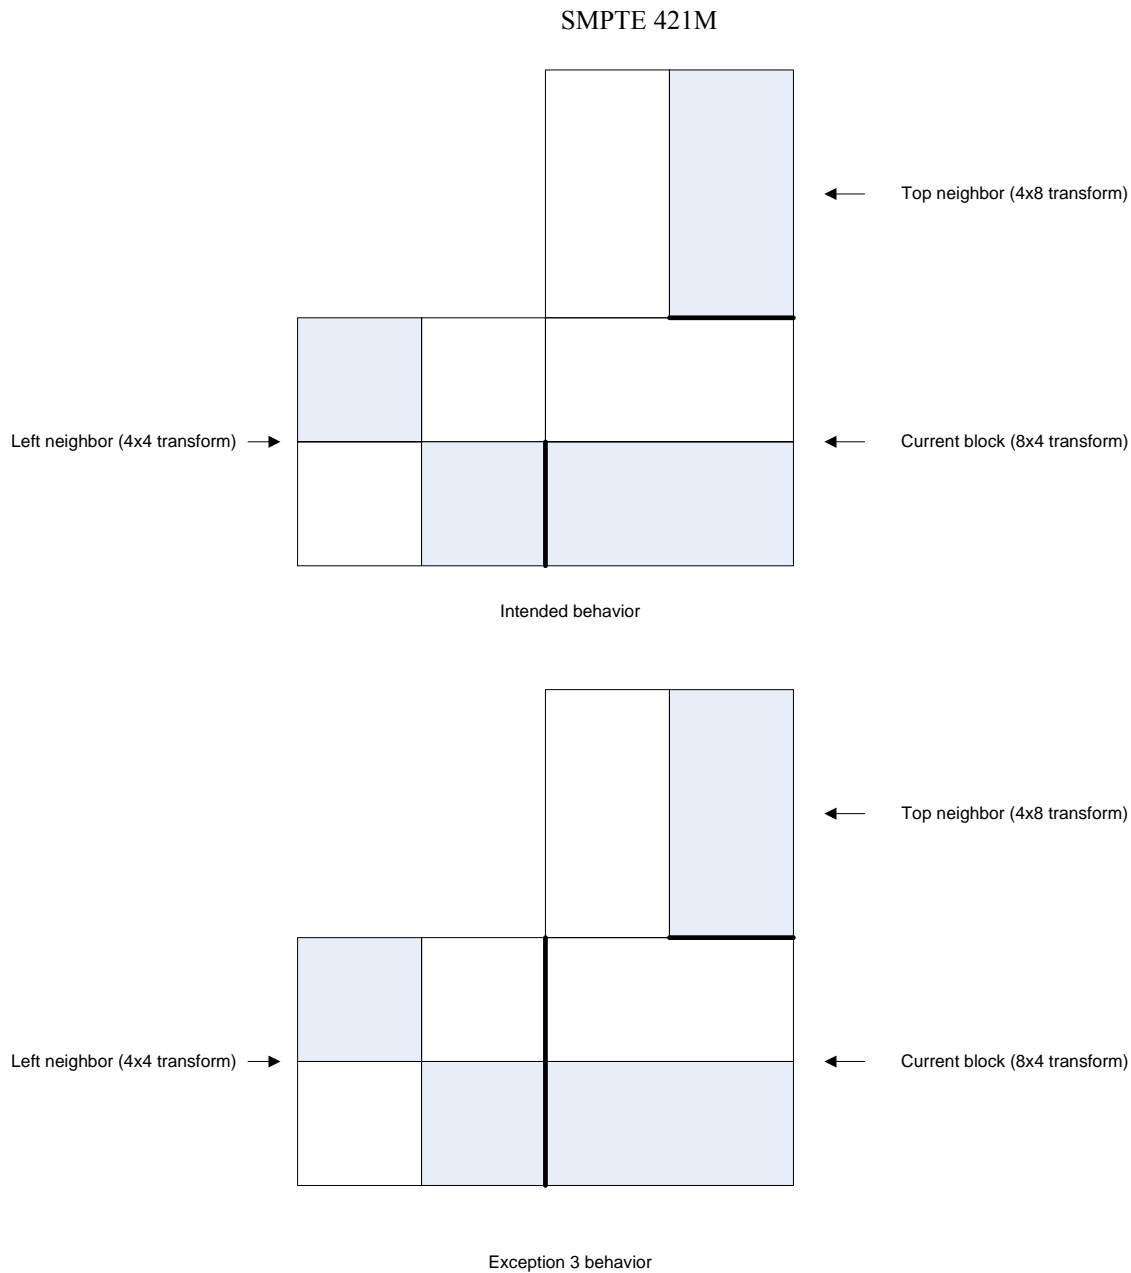 SMPTE 421M
Top neighbor (4x8 transform)
Left neighbor (4x4 transform)
Current block (8x4 transform)
Intended behavior
Top neighbor (4x8 transform)
Left neighbor (4x4 transform)
Current block (8x4 transform)
Exception 3 behavior